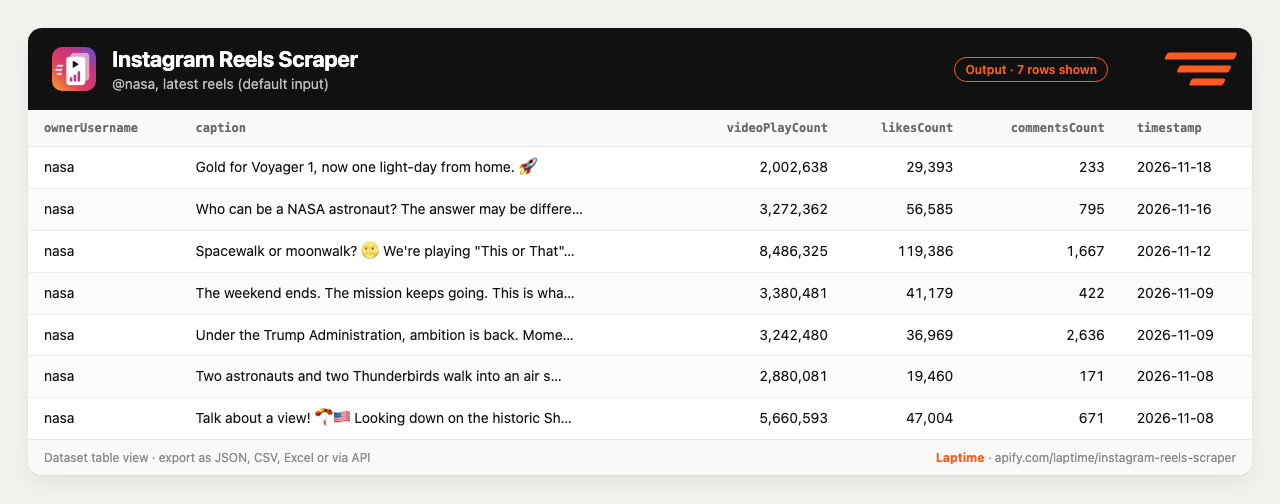 Instagram Reels Scraper
@nasa, latest reels (default input)
Output · 7 rows shown
ownerUsername caption videoPlayCount likesCount commentsCount timestamp
nasa Gold for Voyager 1, now one light-day from home. 🚀 2,002,638 29,393 233 2026-11-18
nasa Who can be a NASA astronaut? The answer may be differe... 3,272,362 56,585 795 2026-11-16
nasa Spacewalk or moonwalk? 🌝 We're playing "This or That"... 8,486,325 119,386 1,667 2026-11-12
nasa The weekend ends. The mission keeps going. This is wha... 3,380,481 41,179 422 2026-11-09
nasa Under the Trump Administration, ambition is back. Mome... 3,242,480 36,969 2,636 2026-11-09
nasa Two astronauts and two Thunderbirds walk into an air s... 2,880,081 19,460 171 2026-11-08
nasa Talk about a view! 🪂🇺🇸 Looking down on the historic Sh... 5,660,593 47,004 671 2026-11-08
Dataset table view · export as JSON, CSV, Excel or via API
Laptime · apify.com/laptime/instagram-reels-scraper